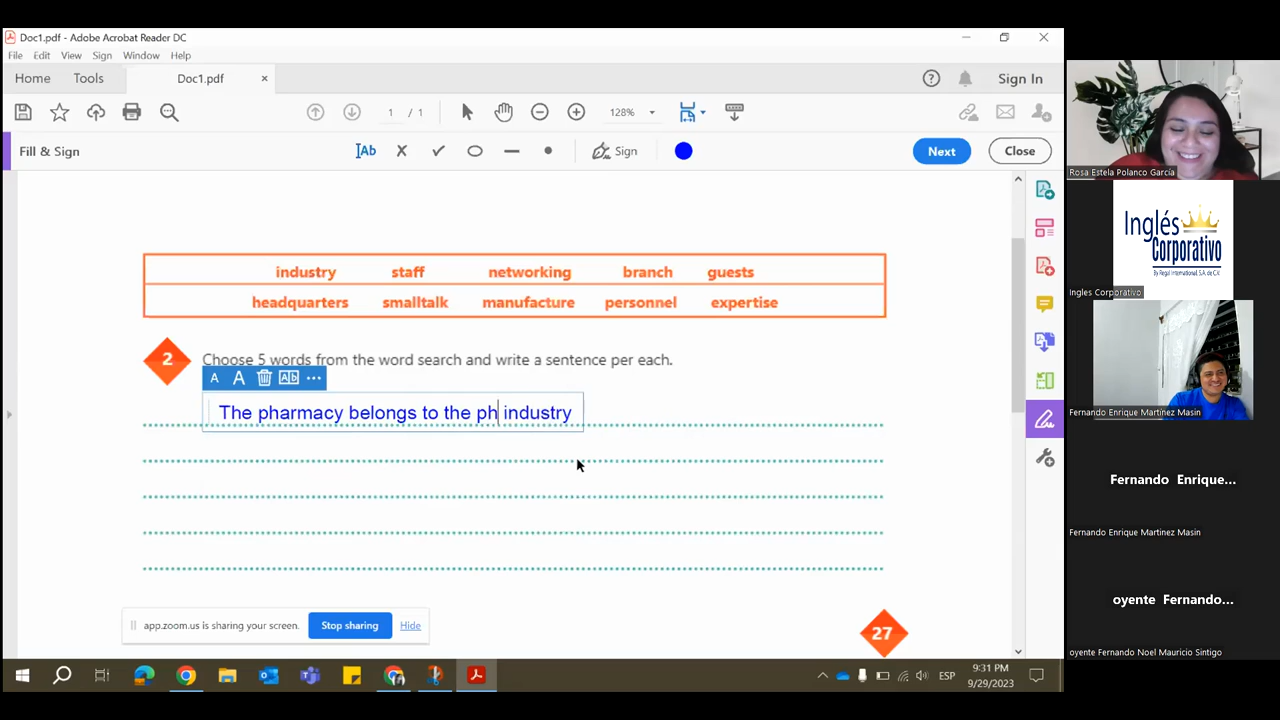 Doc1.pdf - Adobe Acrobat Reader DC
File Edit View Sign Window Help
Home Tools Doc1.pdf × Sign In
1 / 1 128%
Fill & Sign Ab Sign Next Close
industry staff networking branch guests
headquarters smalltalk manufacture personnel expertise
2 Choose 5 words from the word search and write a sentence per each.
A A Ab
The pharmacy belongs to the ph industry
27
app.zoom.us is sharing your screen. Stop sharing Hide
ESP
9:31 PM
9/29/2023
Rosa Estela Polanco García
Inglés
Corporativo
By Regal International, S.A. de C.V.
Ingles Corporativo
Fernando Enrique Martinez Masin
Fernando Enrique...
Fernando Enrique Martinez Masin
oyente Fernando...
oyente Fernando Noel Mauricio Sintigo